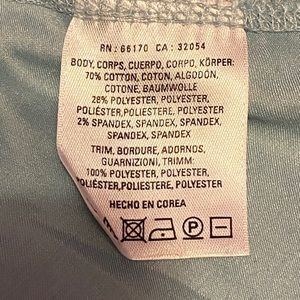 RN : 66170 CA : 32054
BODY, CORPS, CUERPO, CORPO, KÖRPER:
70% COTTON, COTON, ALGODÓN,
COTONE, BAUMWOLLE
28% POLYESTER, POLYESTER,
POLIÉSTER,POLIESTERE, POLYESTER
2% SPANDEX, SPANDEX, SPANDEX,
SPANDEX, SPANDEX
TRIM, BORDURE, ADORNOS,
GUARNIZIONI, TRIMM:
100% POLYESTER, POLYESTER,
POLIÉSTER,POLIESTERE, POLYESTER
HECHO EN COREA
P